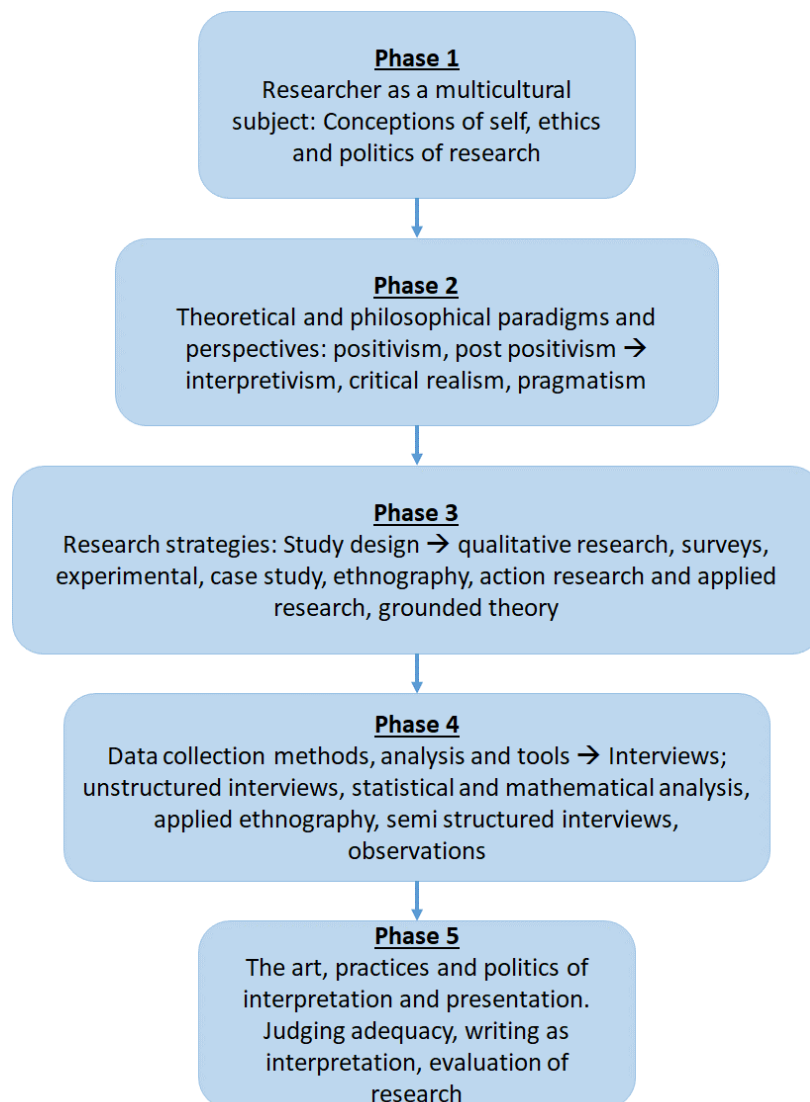 Phase 1
Researcher as a multicultural
subject: Conceptions of self, ethics
and politics of research
Phase 2
Theoretical and philosophical paradigms and
perspectives: positivism, post positivism →
interpretivism, critical realism, pragmatism
Phase 3
Research strategies: Study design → qualitative research, surveys,
experimental, case study, ethnography, action research and applied
research, grounded theory
Phase 4
Data collection methods, analysis and tools → Interviews;
unstructured interviews, statistical and mathematical analysis,
applied ethnography, semi structured interviews,
observations
Phase 5
The art, practices and politics of
interpretation and presentation.
Judging adequacy, writing as
interpretation, evaluation of
research